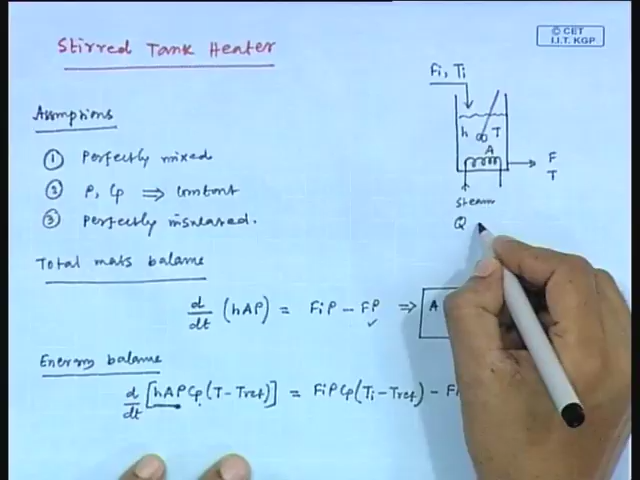 Stirred Tank Heater
© CET
I.I.T. KGP
Fi, Ti
h T
A
F
T
Steam
Q
Assmptions
① Perfectly mixed
② ρ, Cp ⇒ constant
③ Perfectly insulated.
Total mass balance
d/dt (hAρ) = Fiρ - Fρ ⇒ A
Energy balance
d/dt [hAρCp(T-Tref)] = FiρCp(Ti-Tref) -